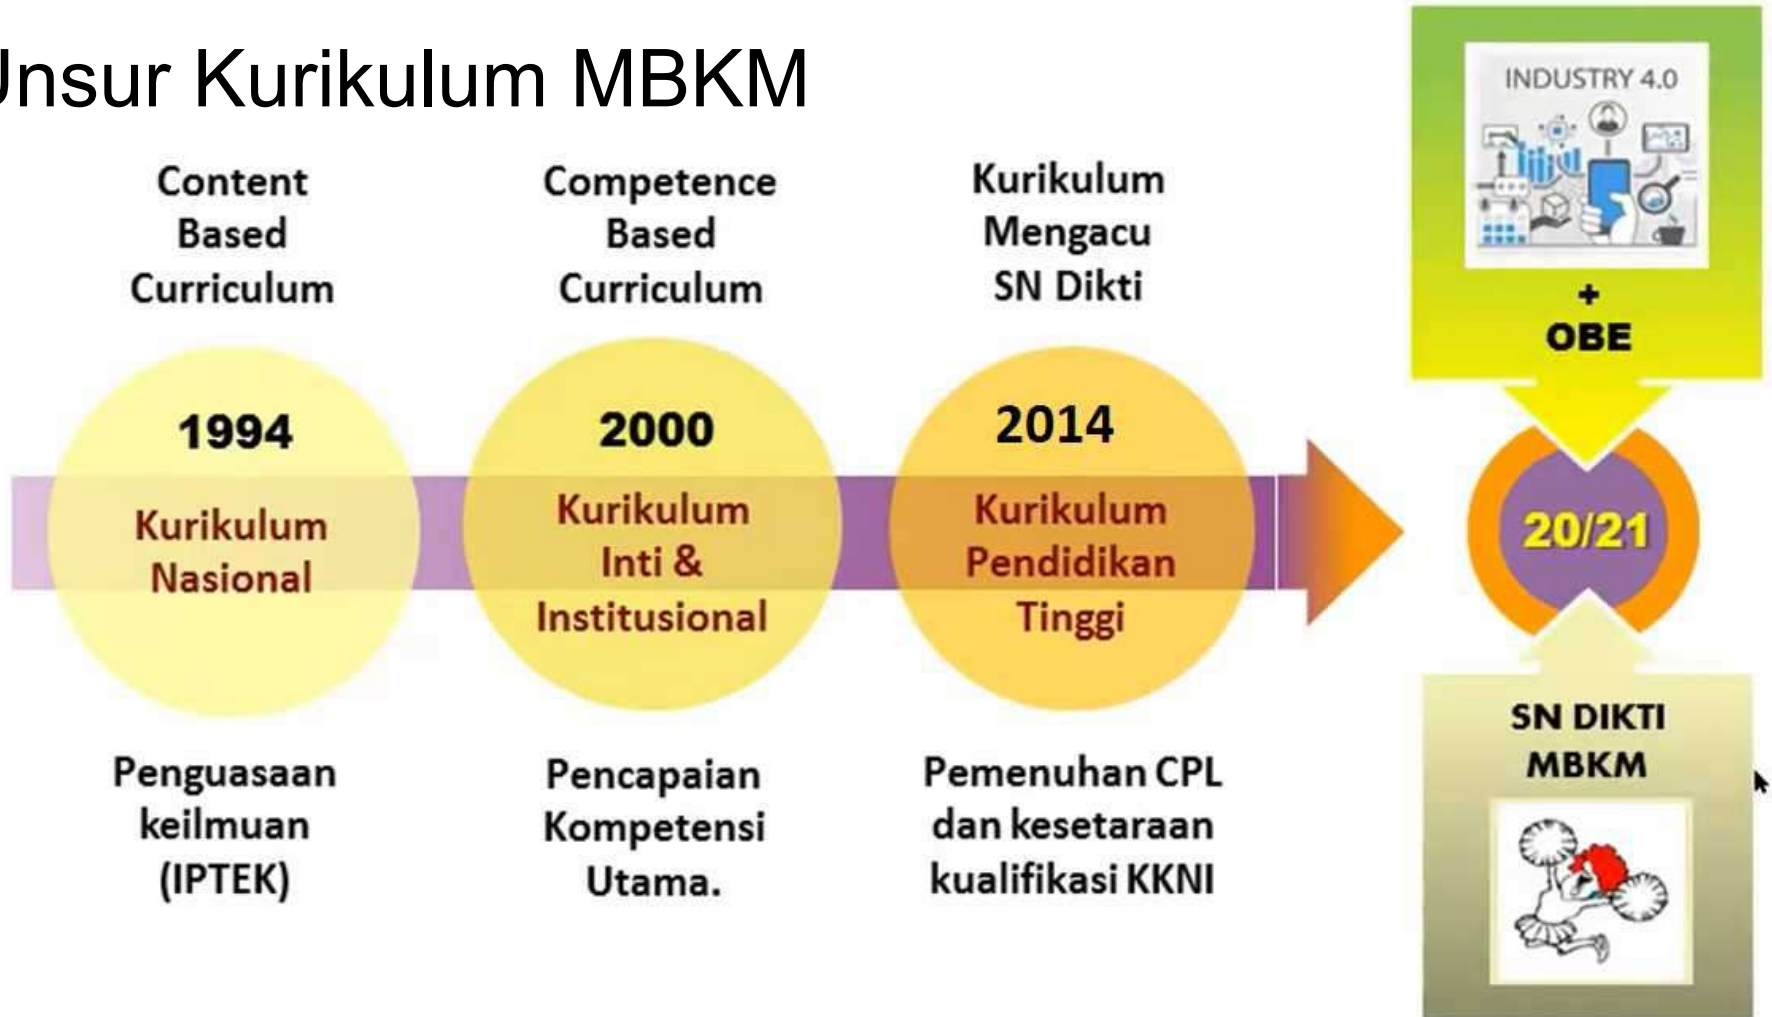 Unsur Kurikulum MBKM
Content
Based
Curriculum
1994
Kurikulum
Nasional
Penguasaan
keilmuan
(IPTEK)
Competence
Based
Curriculum
2000
Kurikulum
Inti &
Institusional
Pencapaian
Kompetensi
Utama.
Kurikulum
Mengacu
SN Dikti
2014
Kurikulum
Pendidikan
Tinggi
Pemenuhan CPL
dan kesetaraan
kualifikasi KKNI
INDUSTRY 4.0
+
OBE
20/21
SN DIKTI
MBKM